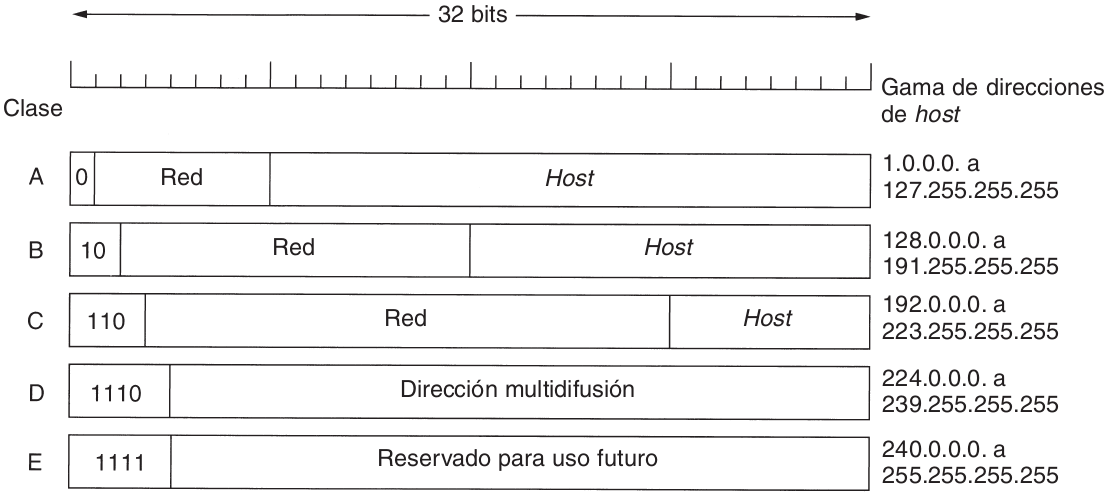 32 bits
Clase
Gama de direcciones
de host
A
0
Red
Host
1.0.0.0. a
127.255.255.255
B
10
Red
Host
128.0.0.0. a
191.255.255.255
C
110
Red
Host
192.0.0.0. a
223.255.255.255
D
1110
Dirección multidifusión
224.0.0.0. a
239.255.255.255
E
1111
Reservado para uso futuro
240.0.0.0. a
255.255.255.255